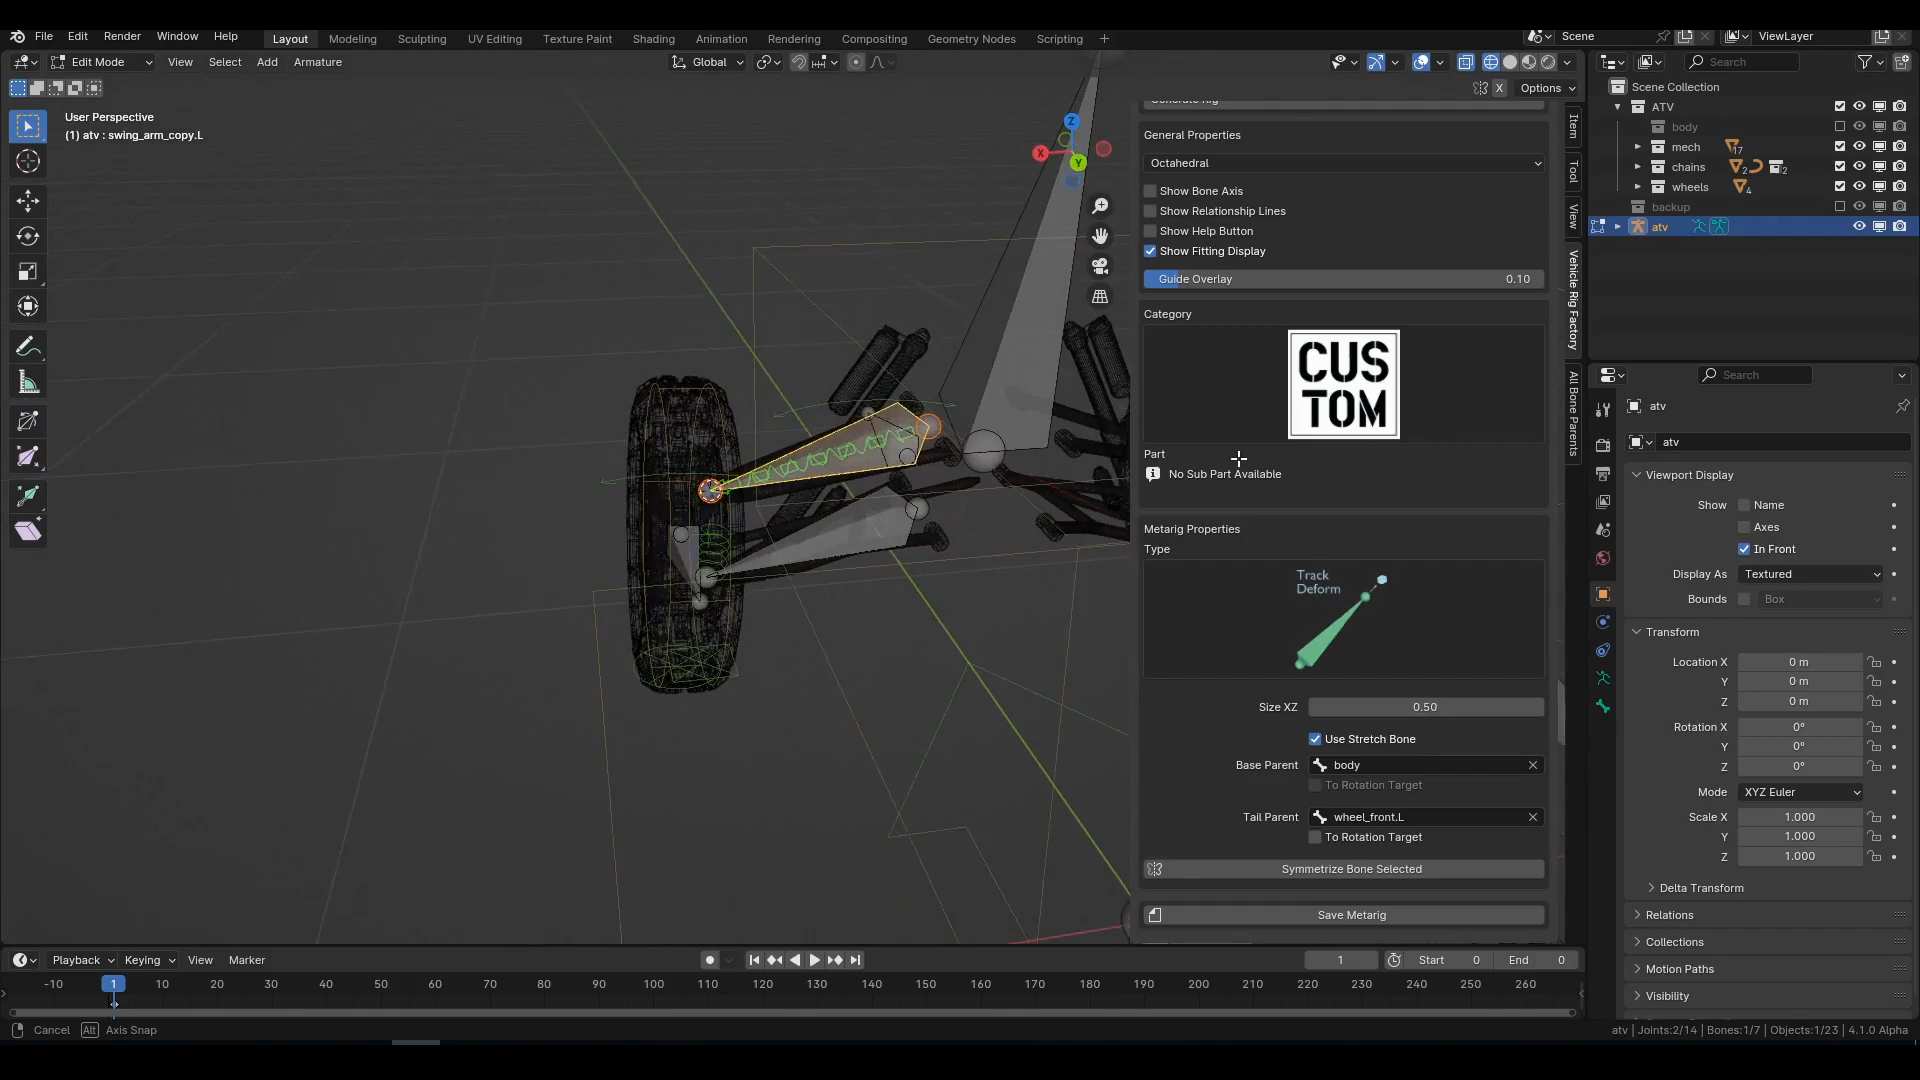 File Edit Render Window Help Layout Modeling Sculpting UV Editing Texture Paint Shading Animation Rendering Compositing Geometry Nodes Scripting + Scene ViewLayer
Edit Mode View Select Add Armature Global Search
X Options
User Perspective
(1) atv : swing_arm_copy.L
Z
X
Y
General Properties
Octahedral
Show Bone Axis
Show Relationship Lines
Show Help Button
Show Fitting Display
Guide Overlay 0.10
Category
CUS
TOM
Part
No Sub Part Available
Metarig Properties
Type
Track
Deform
Size XZ 0.50
Use Stretch Bone
Base Parent body
To Rotation Target
Tail Parent wheel_front.L
To Rotation Target
Symmetrize Bone Selected
Save Metarig
Item
Tool
View
Vehicle Rig Factory
All Bone Parents
Scene Collection
ATV
body
mech 17
chains 2 2
wheels 4
backup
atv
Search
atv
atv
Viewport Display
Show Name
Axes
In Front
Display As Textured
Bounds Box
Transform
Location X 0 m
Y 0 m
Z 0 m
Rotation X 0°
Y 0°
Z 0°
Mode XYZ Euler
Scale X 1.000
Y 1.000
Z 1.000
Delta Transform
Relations
Collections
Motion Paths
Visibility
Playback Keying View Marker 1 Start 0 End 0
-10 1 10 20 30 40 50 60 70 80 90 100 110 120 130 140 150 160 170 180 190 200 210 220 230 240 250 260
Cancel Alt Axis Snap atv | Joints:2/14 | Bones:1/7 | Objects:1/23 | 4.1.0 Alpha